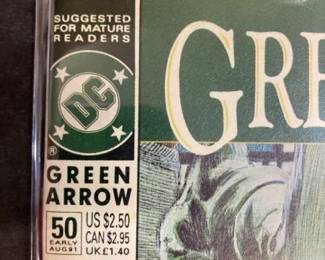 SUGGESTED
FOR MATURE
READERS
DC
®
GREEN
ARROW
50
EARLY
AUG 91
US $2.50
CAN $2.95
UK £1.40
GRE